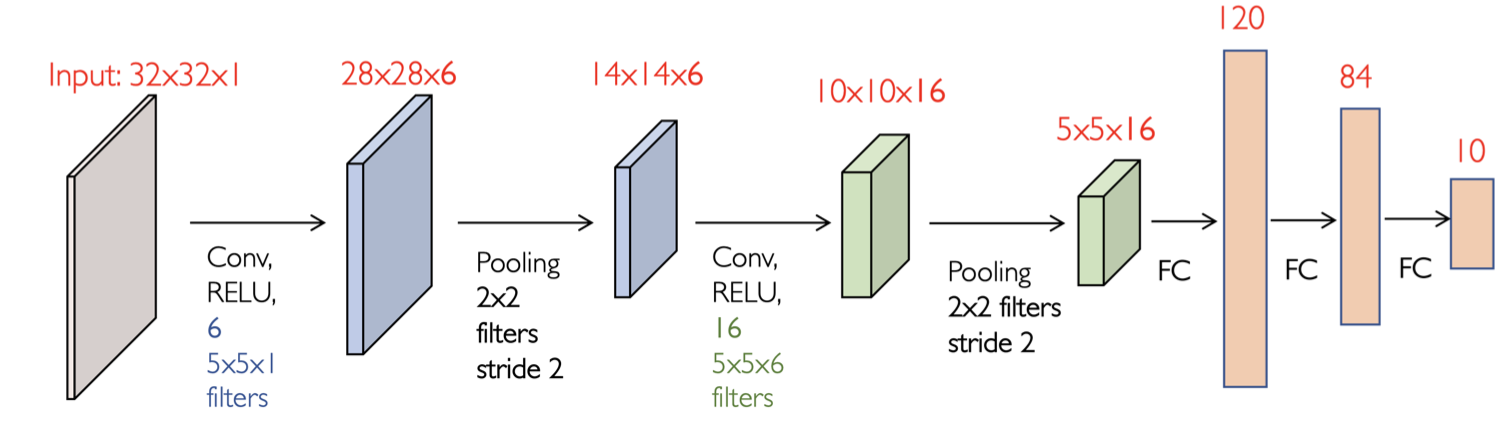 Input: 32x32x1
28x28x6
14x14x6
10x10x16
5x5x16
120
84
10
Conv,
RELU,
6
5x5x1
filters
Pooling
2x2
filters
stride 2
Conv,
RELU,
16
5x5x6
filters
Pooling
2x2 filters
stride 2
FC
FC
FC